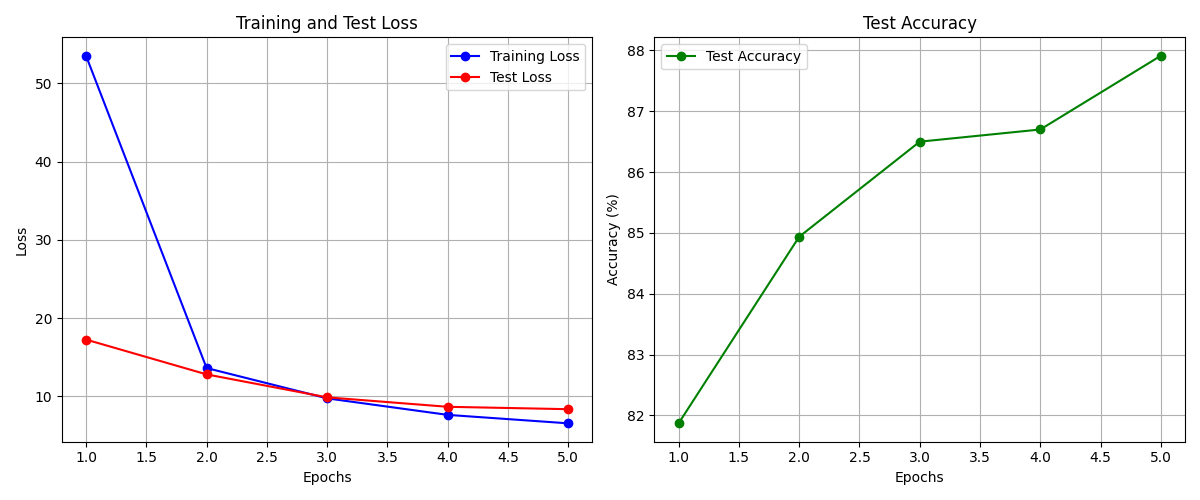 Training and Test Loss
Training Loss
Test Loss
Loss
50
40
30
20
10
1.0 1.5 2.0 2.5 3.0 3.5 4.0 4.5 5.0
Epochs
Test Accuracy
Test Accuracy
Accuracy (%)
88
87
86
85
84
83
82
1.0 1.5 2.0 2.5 3.0 3.5 4.0 4.5 5.0
Epochs